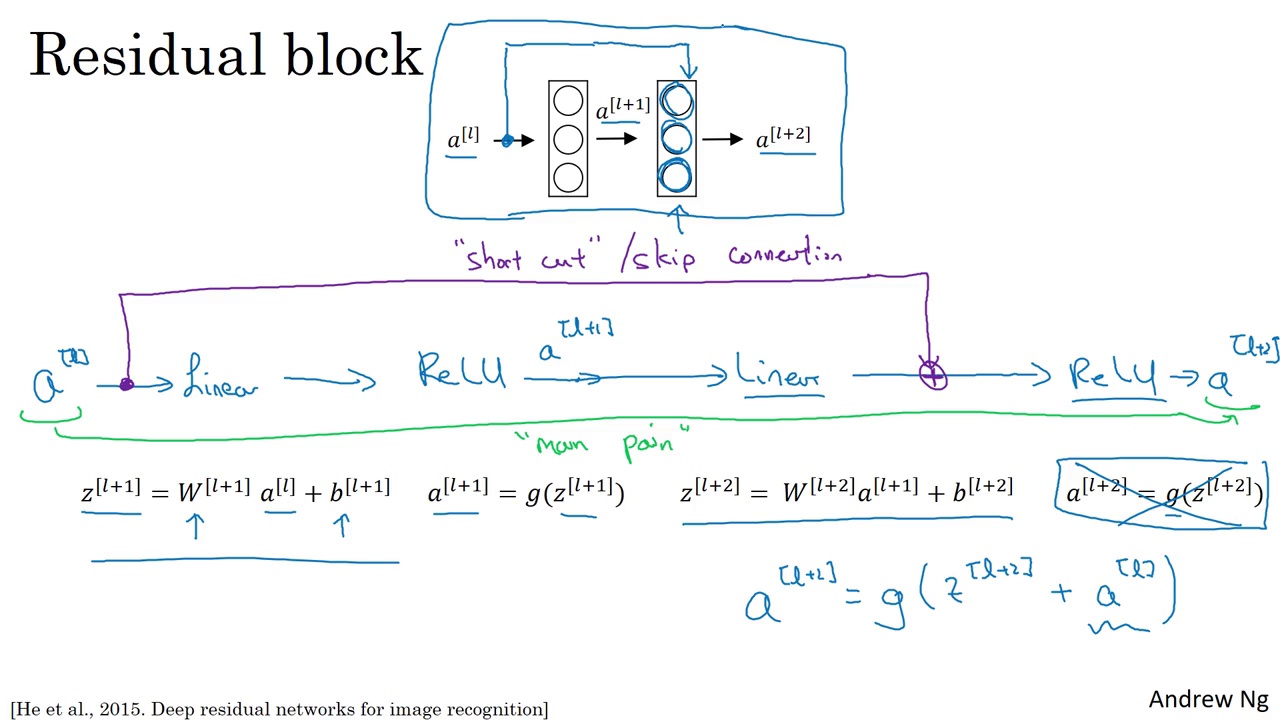 Residual block
a^[l] a^[l+1] a^[l+2]
"short cut" /skip connection
a^[l] Linear ReLU a^[l+1] Linear ReLU a^[l+2]
"main path"
z^[l+1] = W^[l+1] a^[l] + b^[l+1] a^[l+1] = g(z^[l+1]) z^[l+2] = W^[l+2]a^[l+1] + b^[l+2] a^[l+2] = g(z^[l+2])
a^[l+2] = g(z^[l+2] + a^[l])
Andrew Ng
[He et al., 2015. Deep residual networks for image recognition]